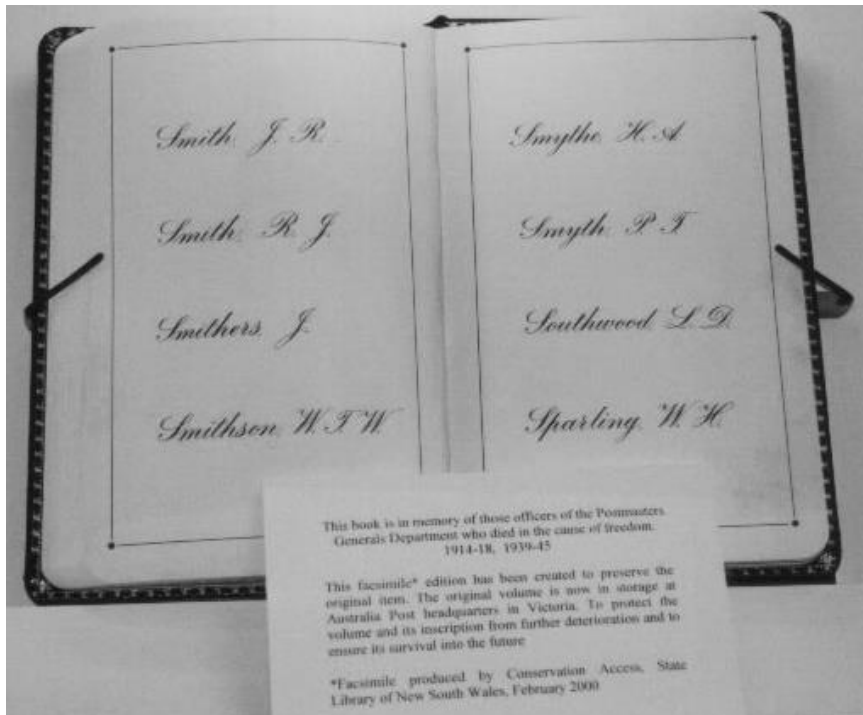 Smith, J. R.
Smith, R. J.
Smithers, J.
Smithson, W. T. W.
Smythe, H. A.
Smyth, P. T.
Southwood, L. D.
Sparling, W. H.
This book is in memory of those officers of the Postmasters
Generals Department who died in the cause of freedom.
1914-18, 1939-45
This facsimile* edition has been created to preserve the
original item. The original volume is now in storage at
Australia Post headquarters in Victoria. To protect the
volume and its inscription from further deterioration and to
ensure its survival into the future
*Facsimile produced by Conservation Access, State
Library of New South Wales, February 2000